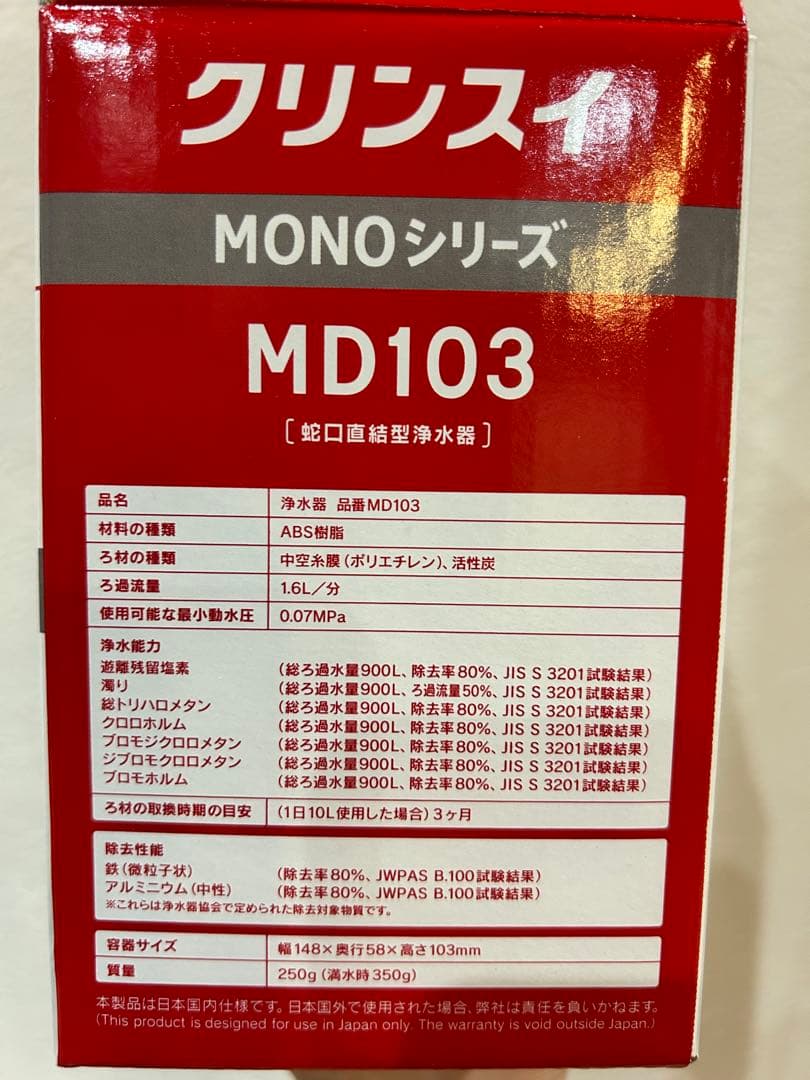 クリンスイ
MONOシリーズ
MD103
[蛇口直結型浄水器]
品名 浄水器 品番MD103
材料の種類 ABS樹脂
ろ材の種類 中空糸膜(ポリエチレン)、活性炭
ろ過流量 1.6L/分
使用可能な最小動水圧 0.07MPa
浄水能力
遊離残留塩素 (総ろ過水量900L、除去率80%、JIS S 3201試験結果)
濁り (総ろ過水量900L、ろ過流量50%、JIS S 3201試験結果)
総トリハロメタン (総ろ過水量900L、除去率80%、JIS S 3201試験結果)
クロロホルム (総ろ過水量900L、除去率80%、JIS S 3201試験結果)
ブロモジクロロメタン (総ろ過水量900L、除去率80%、JIS S 3201試験結果)
ジブロモクロロメタン (総ろ過水量900L、除去率80%、JIS S 3201試験結果)
ブロモホルム (総ろ過水量900L、除去率80%、JIS S 3201試験結果)
ろ材の取換時期の目安 (1日10L使用した場合)3ヶ月
除去性能
鉄(微粒子状) (除去率80%、JWPAS B.100試験結果)
アルミニウム(中性) (除去率80%、JWPAS B.100試験結果)
※これらは浄水器協会で定められた除去対象物質です。
容器サイズ 幅148×奥行58×高さ103mm
質量 250g(満水時350g)
本製品は日本国内仕様です。日本国外で使用された場合、弊社は責任を負いかねます。
(This product is designed for use in Japan only. The warranty is void outside Japan.)